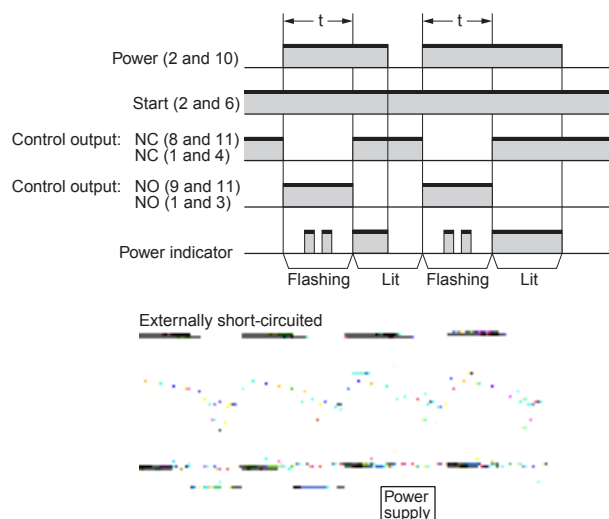 t t
Power (2 and 10)
Start (2 and 6)
Control output: NC (8 and 11)
NC (1 and 4)
Control output: NO (9 and 11)
NO (1 and 3)
Power indicator
Flashing Lit Flashing Lit
Externally short-circuited
Power
supply